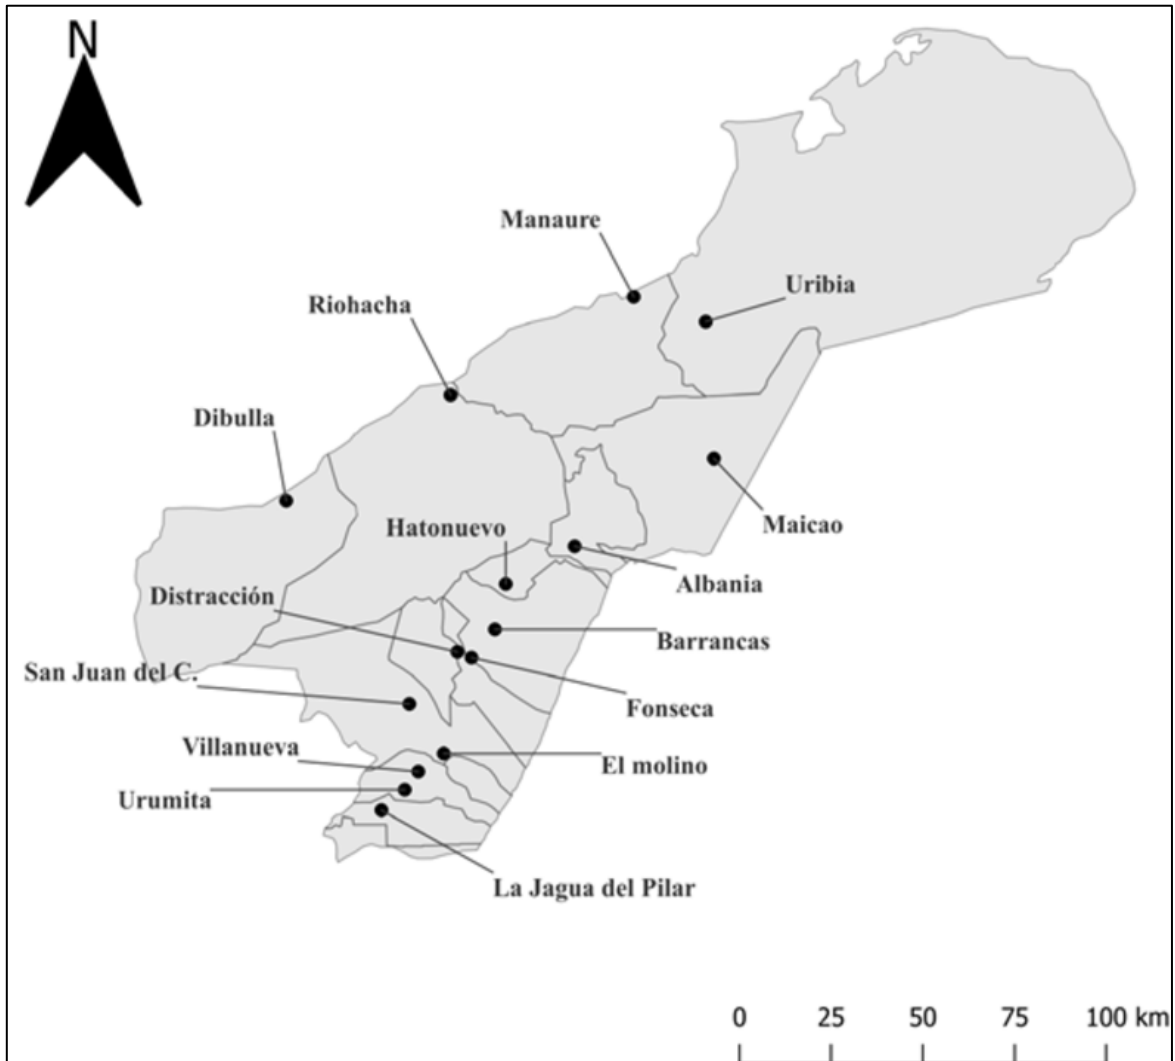 N
Manaure
Uribia
Riohacha
Dibulla
Hatonuevo
Maicao
Distracción
Albania
Barrancas
San Juan del C.
Fonseca
Villanueva
El molino
Urumita
La Jagua del Pilar
0 25 50 75 100 km